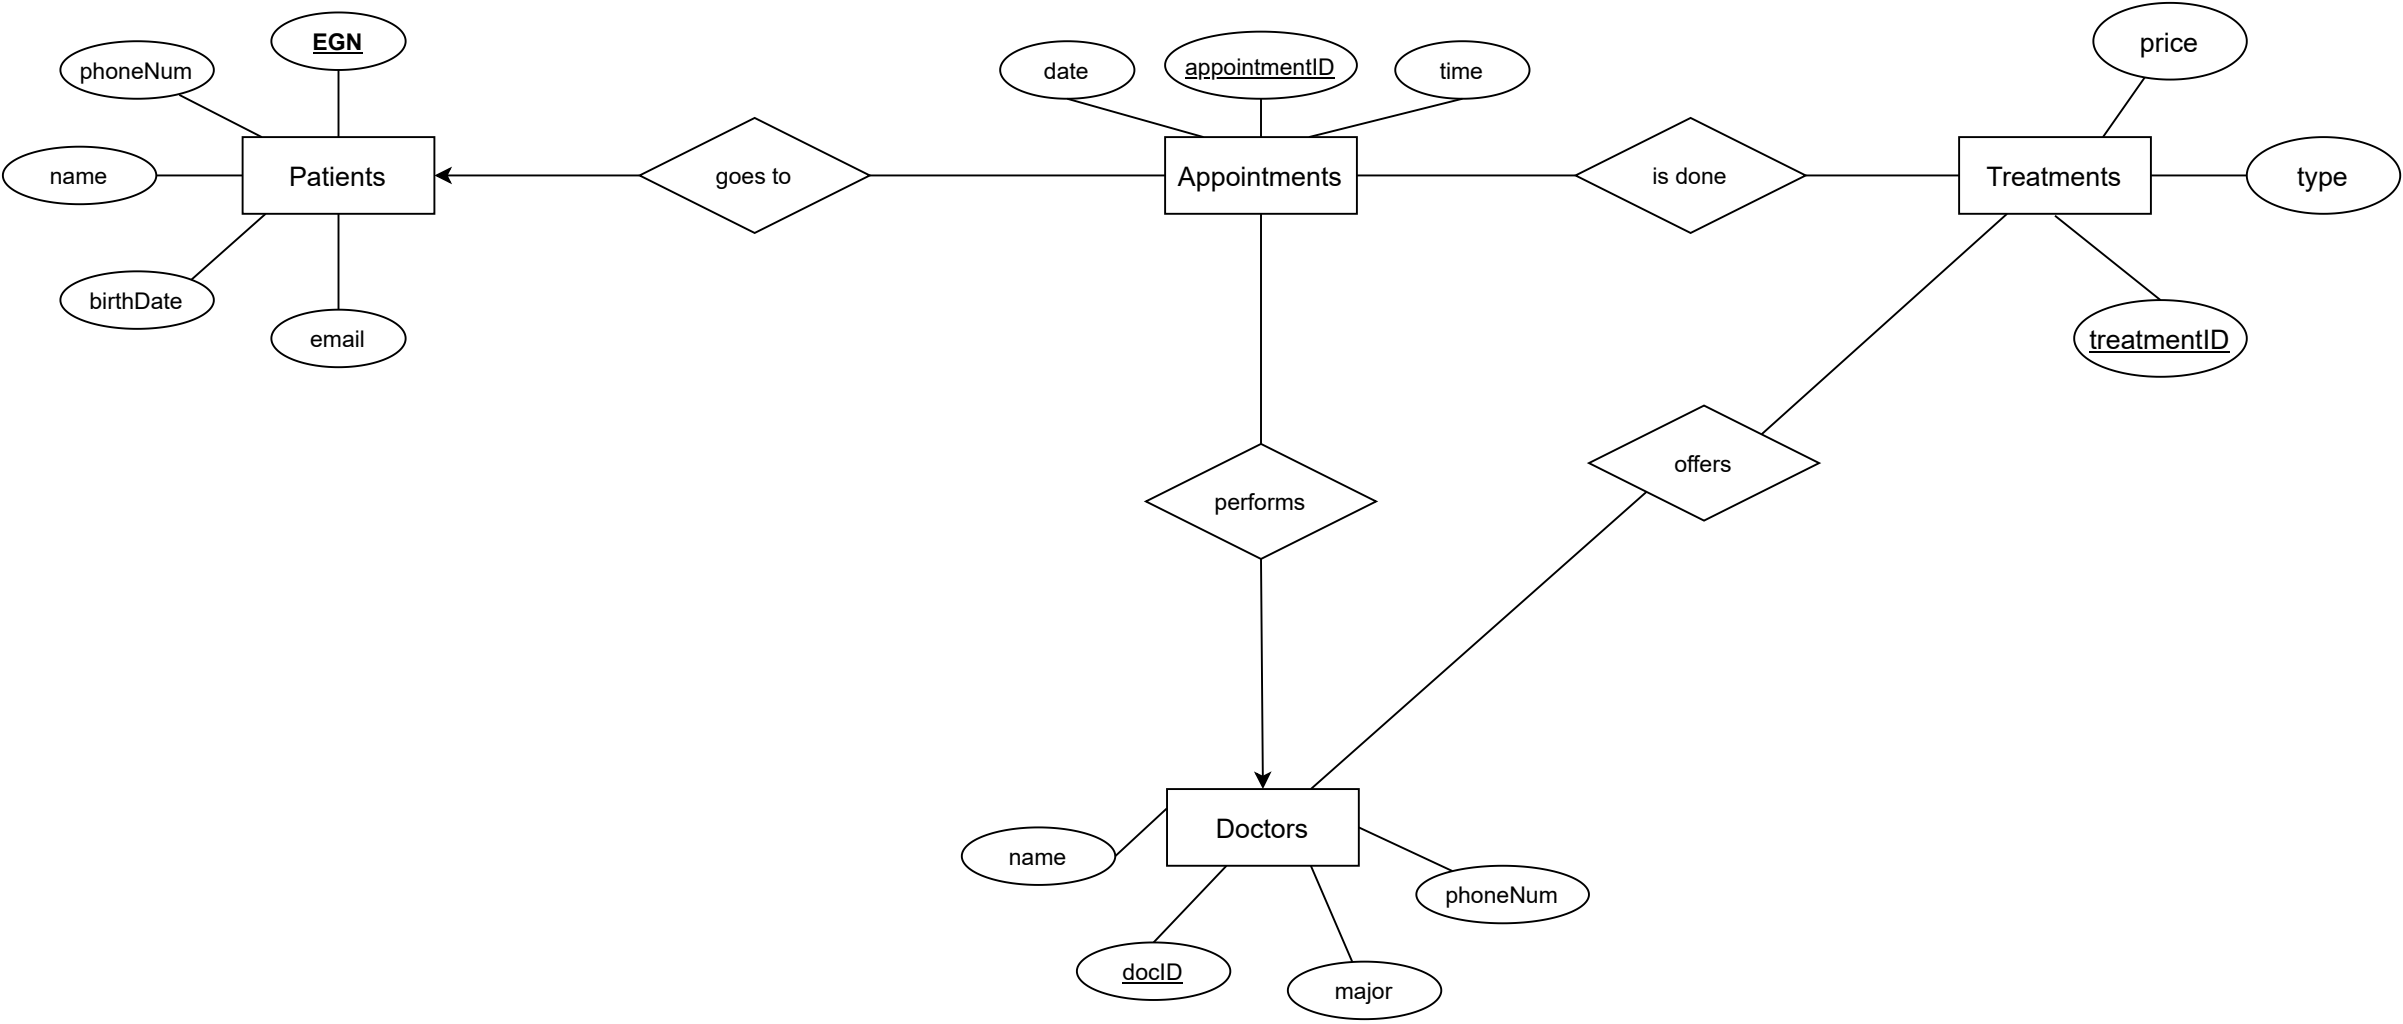 EGN
phoneNum
name
Patients
birthDate
email
goes to
date
appointmentID
time
Appointments
is done
price
Treatments
type
treatmentID
performs
offers
Doctors
name
phoneNum
docID
major